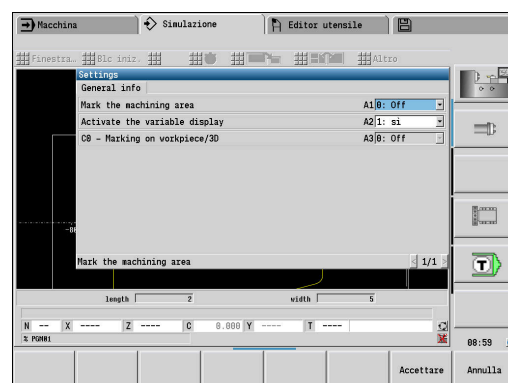 Macchina Simulazione Editor utensile
Finestra… Blc iniz. Altro
Settings
General info
Mark the machining area A1 0: Off
Activate the variable display A2 1: si
C0 – Marking on workpiece/3D A3 0: Off
Mark the machining area 1/1
length 2 width 5
N -- X ---- Z ---- C 0.000 Y ---- T ----
% PGM01
08:59
Accettare Annulla